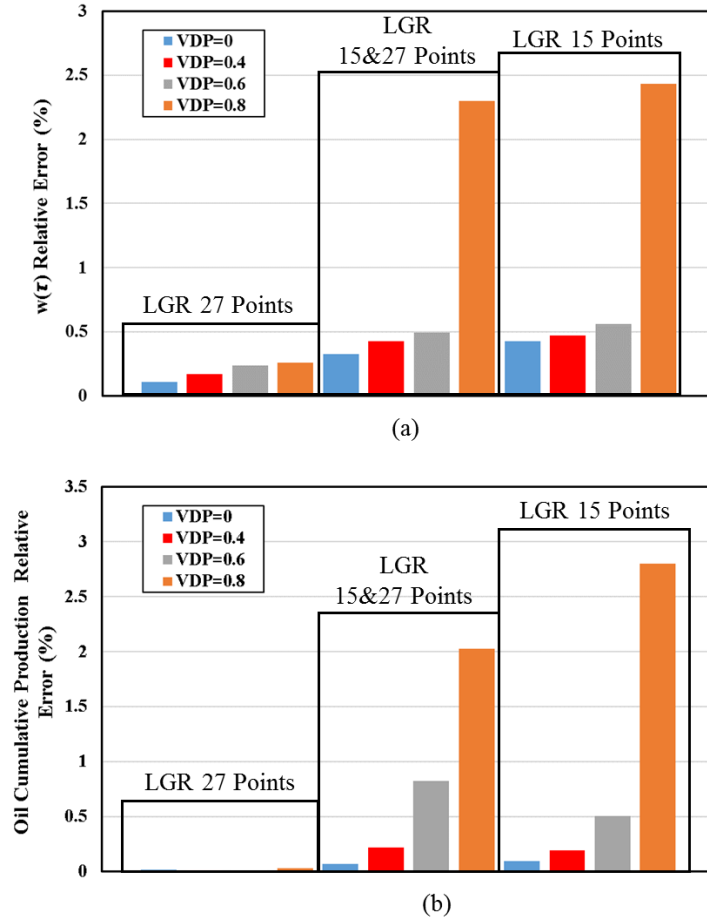 3
2.5
2
1.5
1
0.5
0
w(τ) Relative Error (%)
VDP=0
VDP=0.4
VDP=0.6
VDP=0.8
LGR 27 Points
LGR
15&27 Points
LGR 15 Points
(a)
3.5
3
2.5
2
1.5
1
0.5
0
Oil Cumulative Production Relative
Error (%)
VDP=0
VDP=0.4
VDP=0.6
VDP=0.8
LGR 27 Points
LGR
15&27 Points
LGR 15 Points
(b)